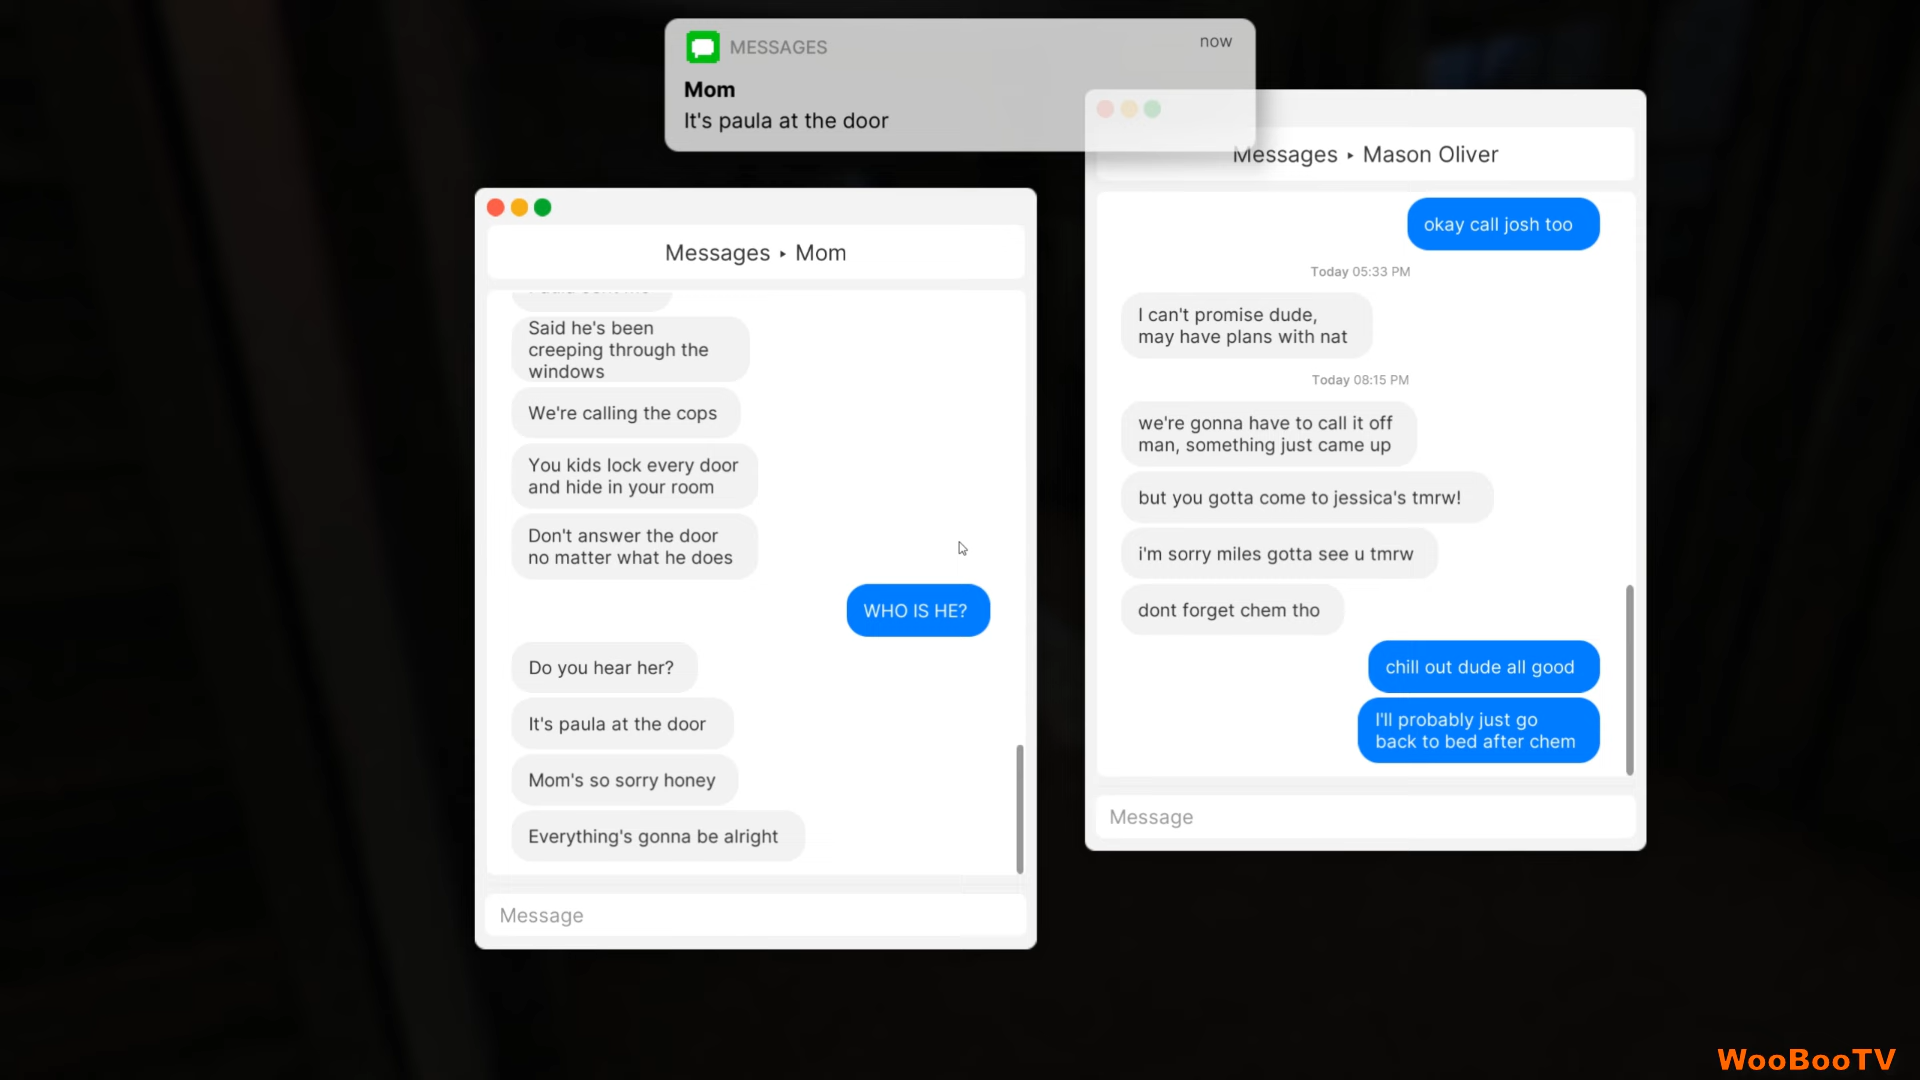 MESSAGES
now
Mom
It's paula at the door
Messages ‣ Mom
Said he's been
creeping through the
windows
We're calling the cops
You kids lock every door
and hide in your room
Don't answer the door
no matter what he does
WHO IS HE?
Do you hear her?
It's paula at the door
Mom's so sorry honey
Everything's gonna be alright
Message
Messages ‣ Mason Oliver
okay call josh too
Today 05:33 PM
I can't promise dude,
may have plans with nat
Today 08:15 PM
we're gonna have to call it off
man, something just came up
but you gotta come to jessica's tmrw!
i'm sorry miles gotta see u tmrw
dont forget chem tho
chill out dude all good
I'll probably just go
back to bed after chem
Message
WooBooTV